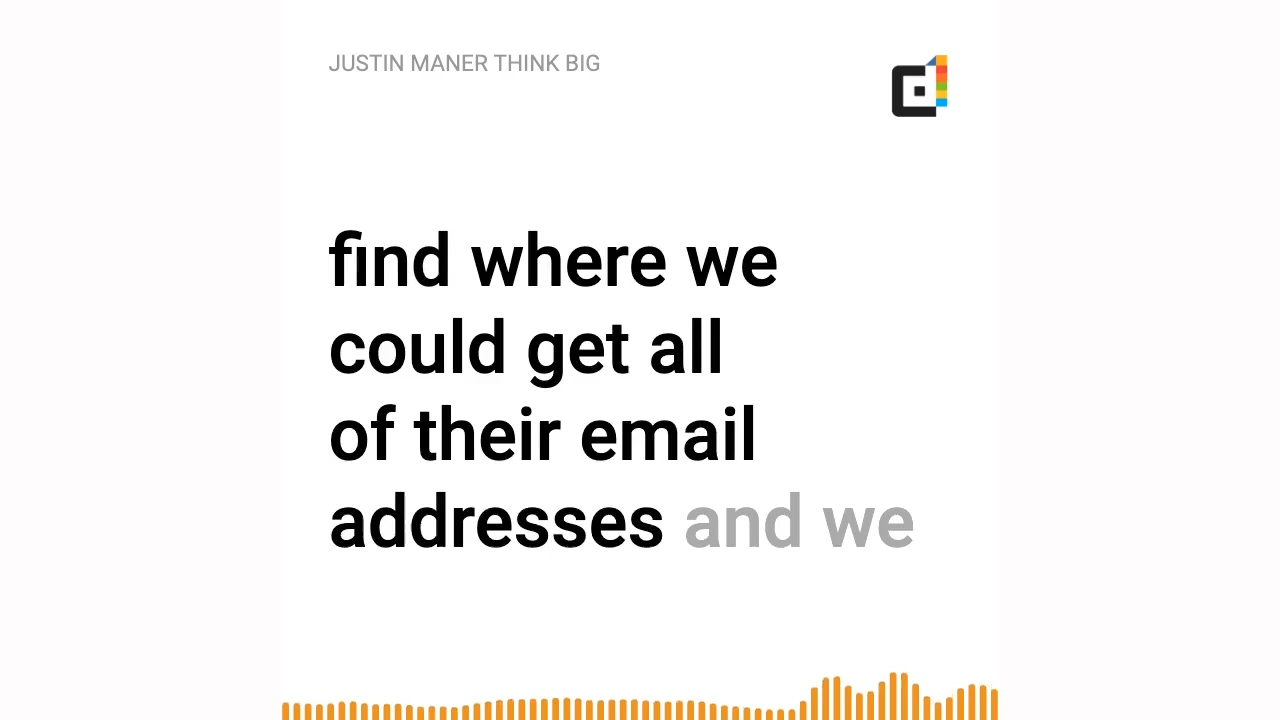 JUSTIN MANER THINK BIG
find where we
could get all
of their email
addresses and we